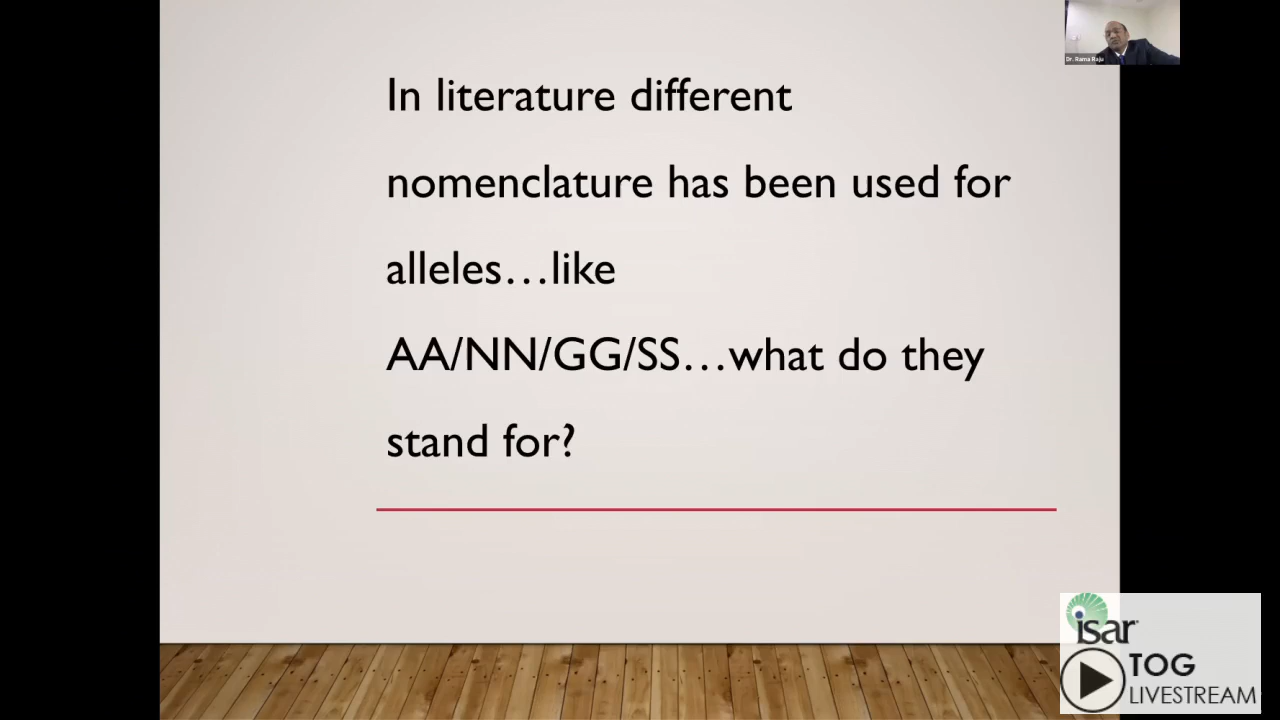 Dr. Rama Raju
In literature different
nomenclature has been used for
alleles...like
AA/NN/GG/SS...what do they
stand for?
isar
TOG
LIVESTREAM